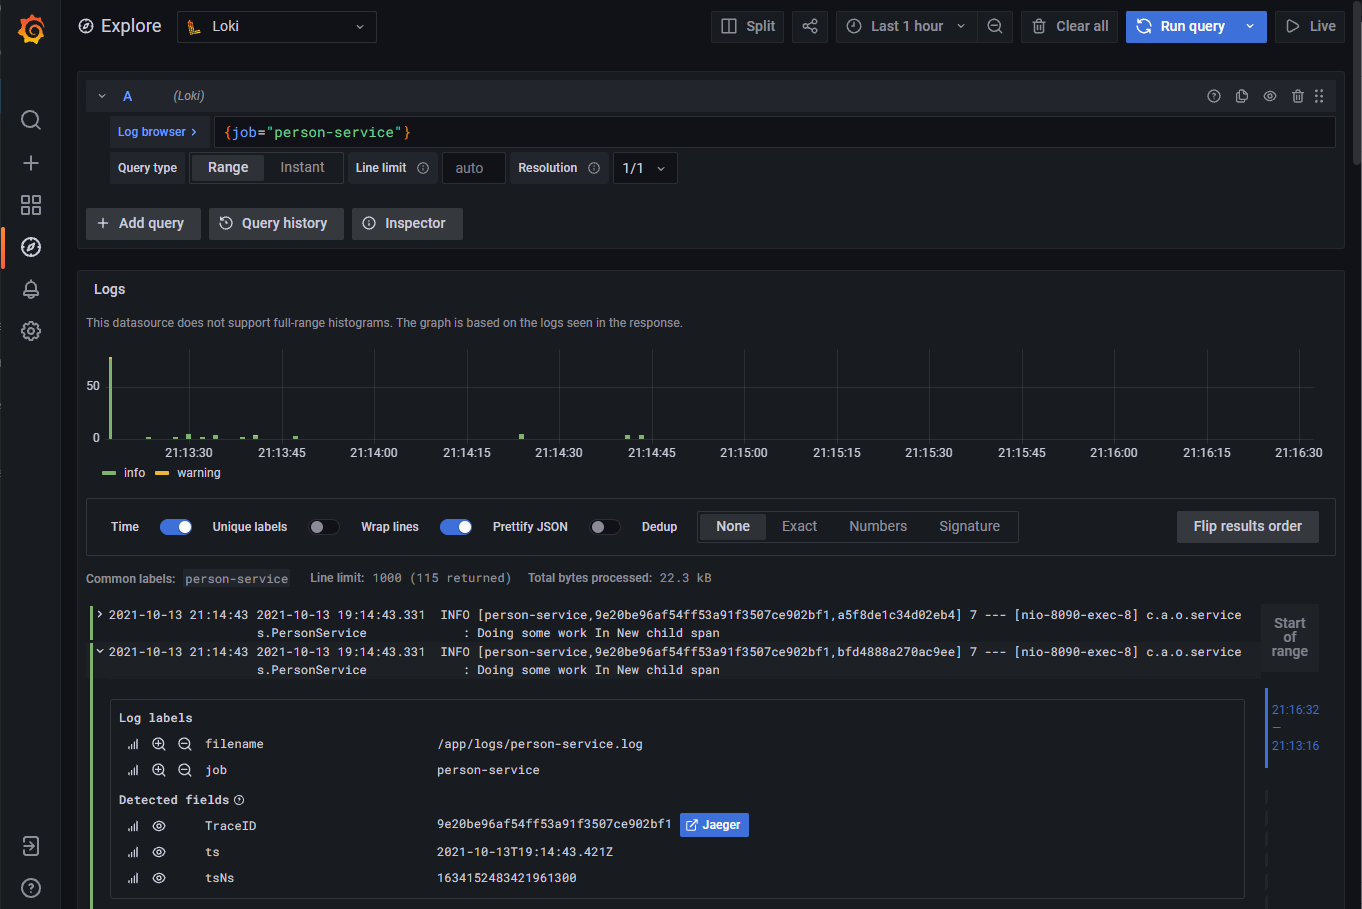 Explore
Loki
Split
Last 1 hour
Clear all
Run query
Live
A (Loki)
Log browser > {job="person-service"}
Query type Range Instant Line limit auto Resolution 1/1
+ Add query Query history Inspector
Logs
This datasource does not support full-range histograms. The graph is based on the logs seen in the response.
50
0
21:13:30 21:13:45 21:14:00 21:14:15 21:14:30 21:14:45 21:15:00 21:15:15 21:15:30 21:15:45 21:16:00 21:16:15 21:16:30
info warning
Time Unique labels Wrap lines Prettify JSON Dedup None Exact Numbers Signature Flip results order
Common labels: person-service Line limit: 1000 (115 returned) Total bytes processed: 22.3 kB
2021-10-13 21:14:43 2021-10-13 19:14:43.331 INFO [person-service,9e20be96af54ff53a91f3507ce902bf1,a5f8de1c34d02eb4] 7 --- [nio-8090-exec-8] c.a.o.service
s.PersonService : Doing some work In New child span
2021-10-13 21:14:43 2021-10-13 19:14:43.331 INFO [person-service,9e20be96af54ff53a91f3507ce902bf1,bfd4888a270ac9ee] 7 --- [nio-8090-exec-8] c.a.o.service
s.PersonService : Doing some work In New child span
Start
of
range
21:16:32
—
21:13:16
Log labels
filename /app/logs/person-service.log
job person-service
Detected fields
TraceID 9e20be96af54ff53a91f3507ce902bf1 Jaeger
ts 2021-10-13T19:14:43.421Z
tsNs 1634152483421961300